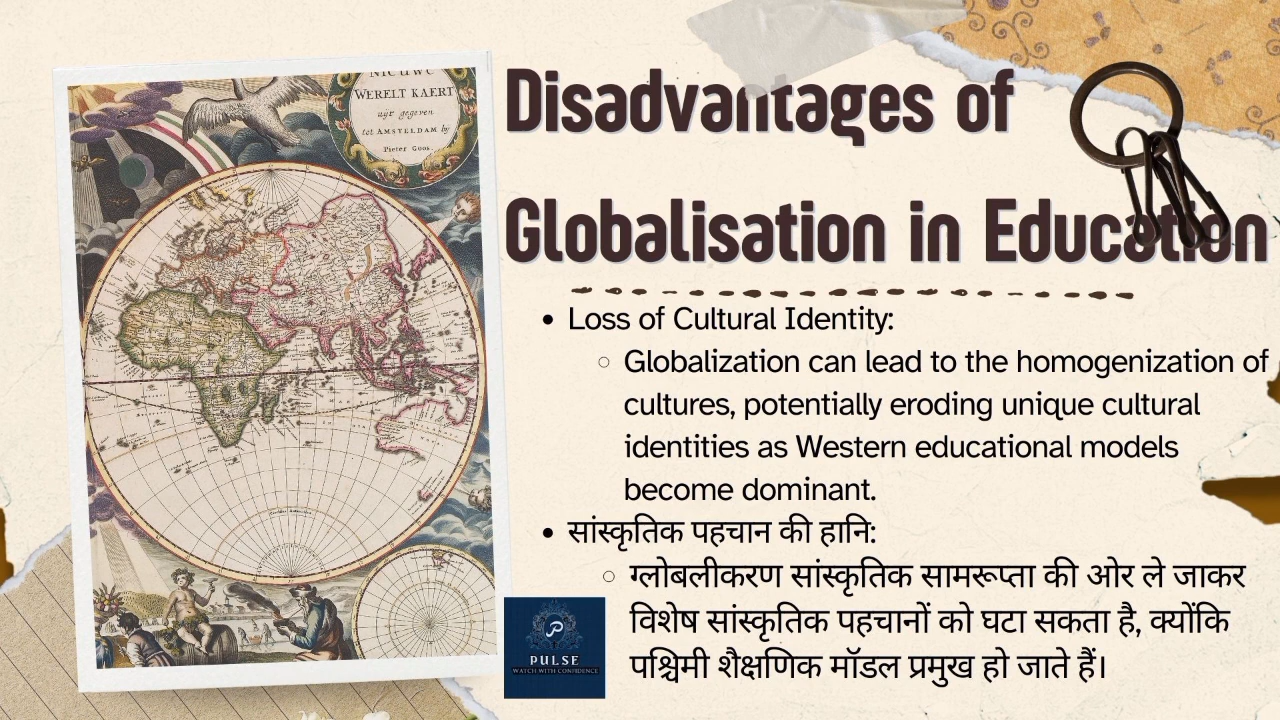 NIEUWE
WERELT KAERT
uijt gegeven
tot AMSTELDAM by
Pieter Goos.
Disadvantages of
Globalisation in Education
• Loss of Cultural Identity:
◦ Globalization can lead to the homogenization of
cultures, potentially eroding unique cultural
identities as Western educational models
become dominant.
• सांस्कृतिक पहचान की हानि:
◦ ग्लोबलीकरण सांस्कृतिक सामरूप्ता की ओर ले जाकर
विशेष सांस्कृतिक पहचानों को घटा सकता है, क्योंकि
पश्चिमी शैक्षणिक मॉडल प्रमुख हो जाते हैं।
P
PULSE
WATCH WITH CONFIDENCE